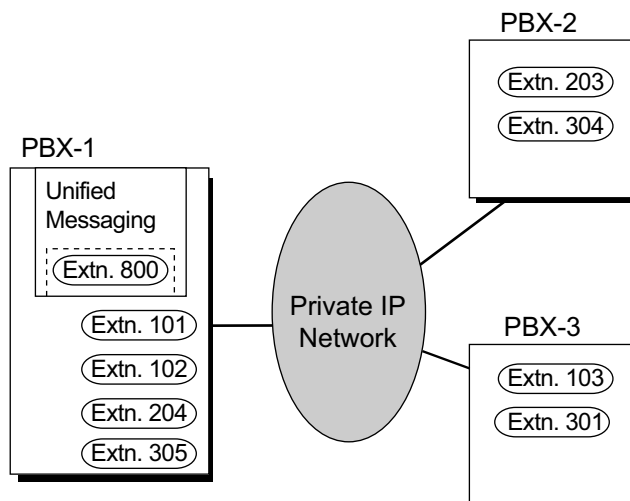 PBX-1
Unified
Messaging
Extn. 800
Extn. 101
Extn. 102
Extn. 204
Extn. 305
Private IP
Network
PBX-2
Extn. 203
Extn. 304
PBX-3
Extn. 103
Extn. 301